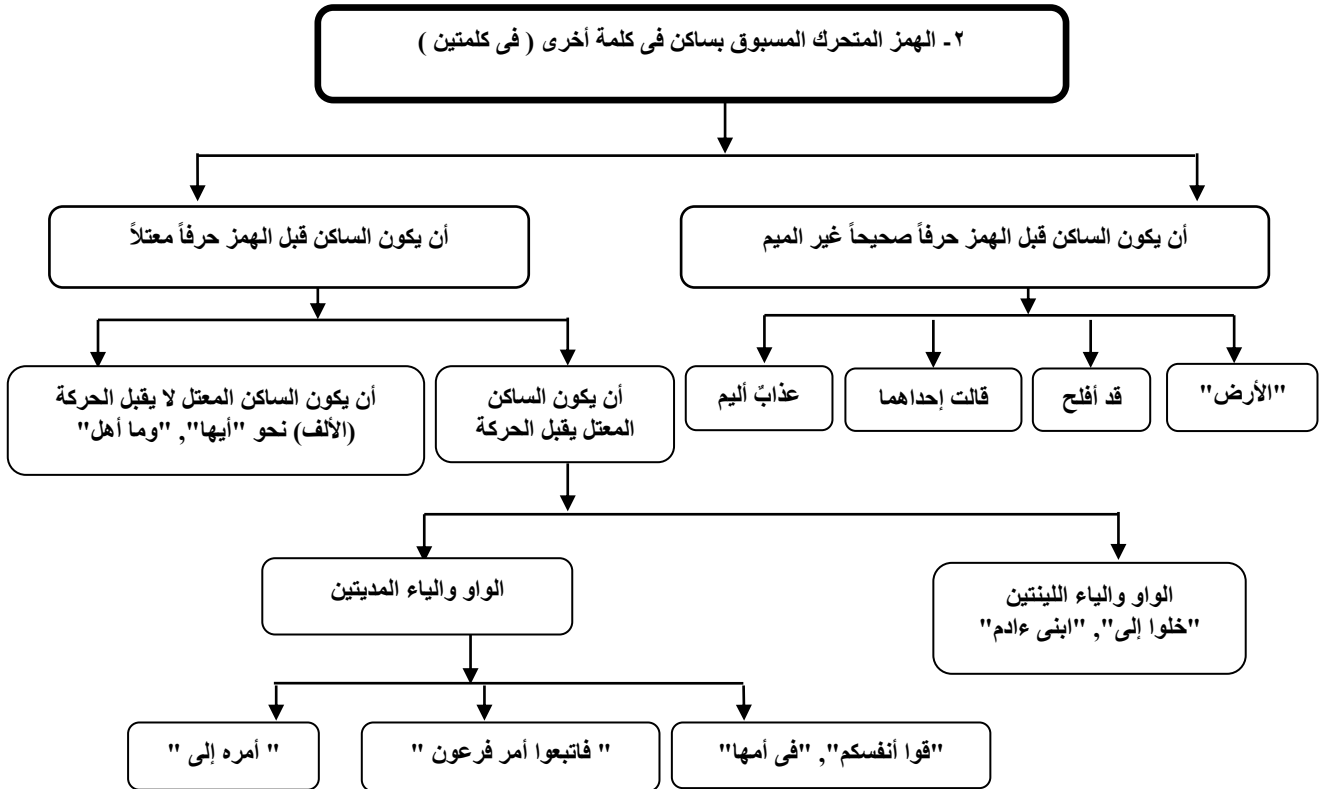 ٢ـ الهمز المتحرك المسبوق بساكن فى كلمة أخرى ( فى كلمتين )
أن يكون الساكن قبل الهمز حرفاً صحيحاً غير الميم
أن يكون الساكن قبل الهمز حرفاً معتلاً
"الأرض"
قد أفلح
قالت إحداهما
عذابٌ أليم
أن يكون الساكن
المعتل يقبل الحركة
أن يكون الساكن المعتل لا يقبل الحركة
(الألف) نحو "أيها", "وما أهل"
الواو والياء اللينتين
"خلوا إلى", "ابنى ءادم"
الواو والياء المديتين
"قوا أنفسكم", "فى أمها"
" فاتبعوا أمر فرعون "
" أمره إلى "